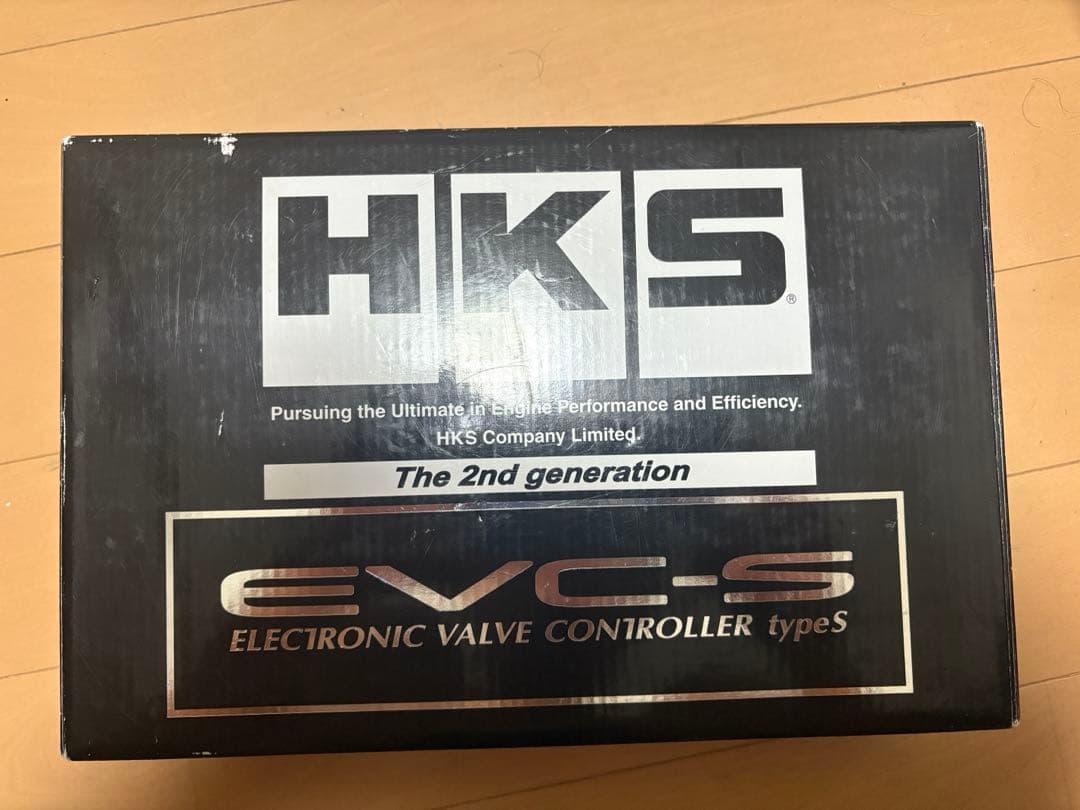 HKS®
Pursuing the Ultimate in Engine Performance and Efficiency.
HKS Company Limited.
The 2nd generation
EVC-S
ELECTRONIC VALVE CONTROLLER typeS